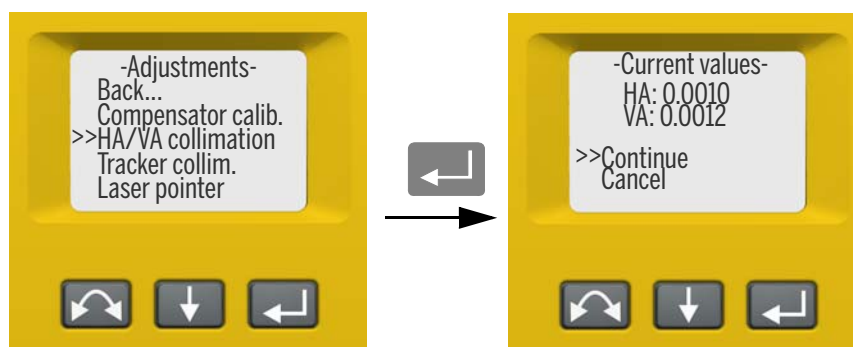 -Adjustments-
Back...
Compensator calib.
>>HA/VA collimation
Tracker collim.
Laser pointer
-Current values-
HA: 0.0010
VA: 0.0012
>>Continue
Cancel